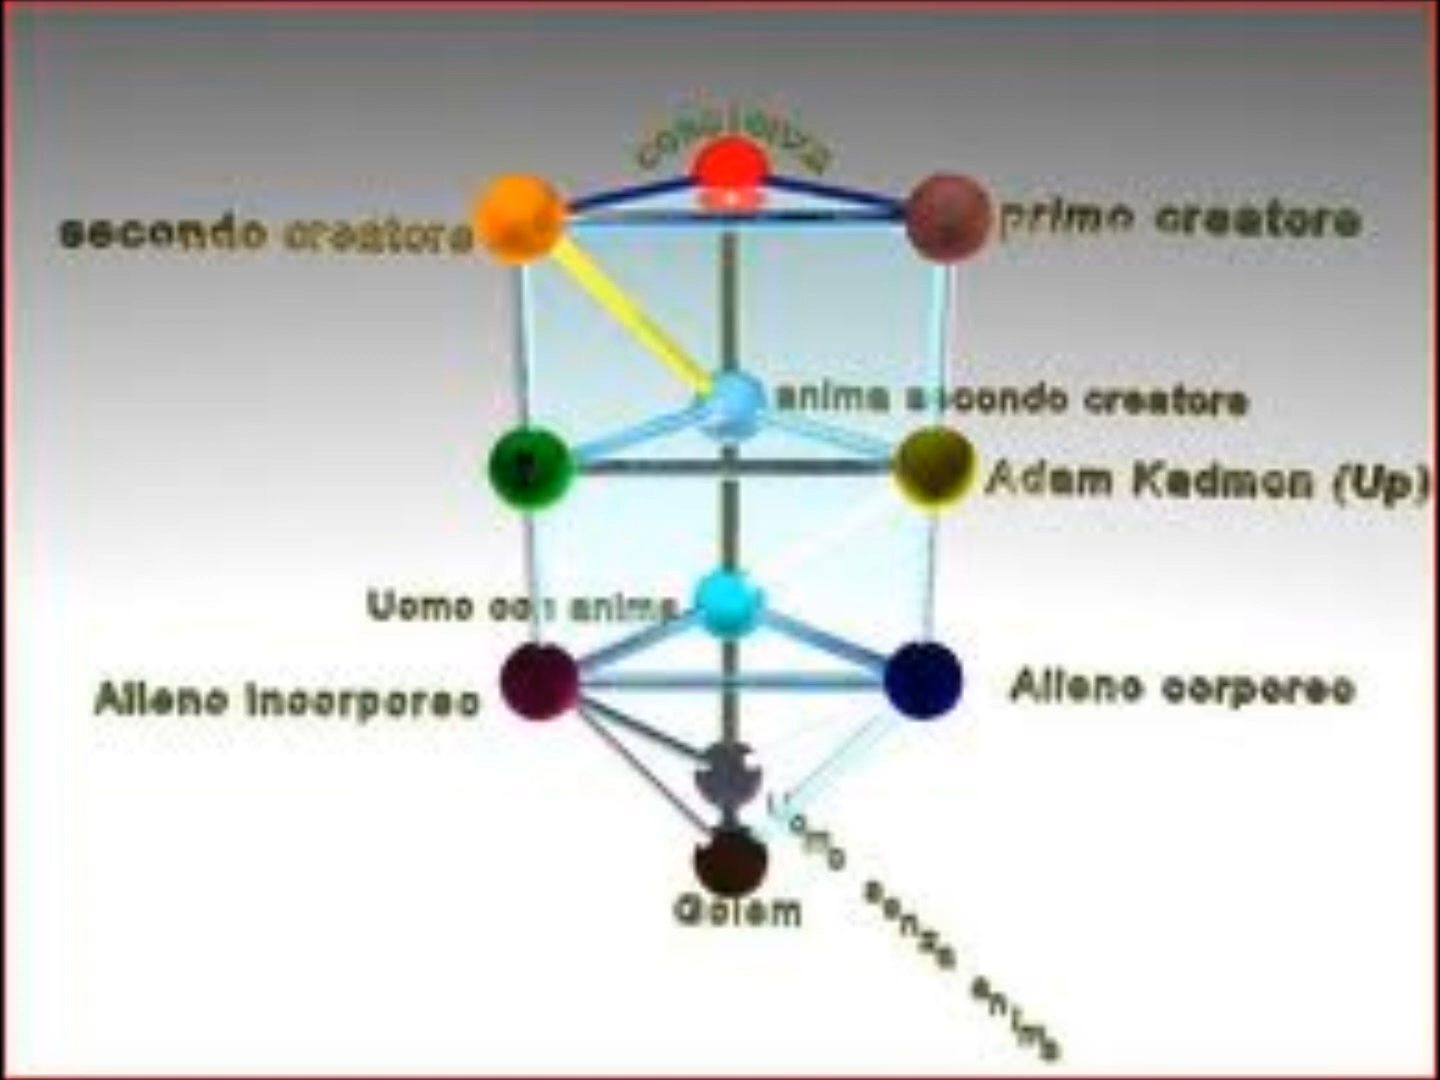 secondo creatore
primo creatore
anima secondo creatore
Adam Kadmon (Up)
Uomo con anima
Alieno incorporeo
Alieno corporeo
Uomo senza anima
Golem